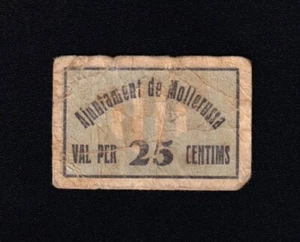 Ajuntament de Mollerussa
VAL PER 25 CENTIMS